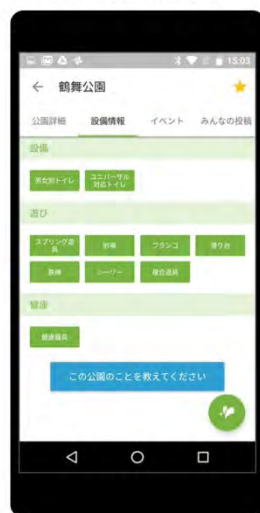 15:03
鶴舞公園
公園詳細 設備情報 イベント みんなの投稿
設備
男女別トイレ ユニバーサル
対応トイレ
遊び
スプリング遊
具 砂場 ブランコ 滑り台
鉄棒 シーソー 複合遊具
健康
健康器具
この公園のことを教えてください